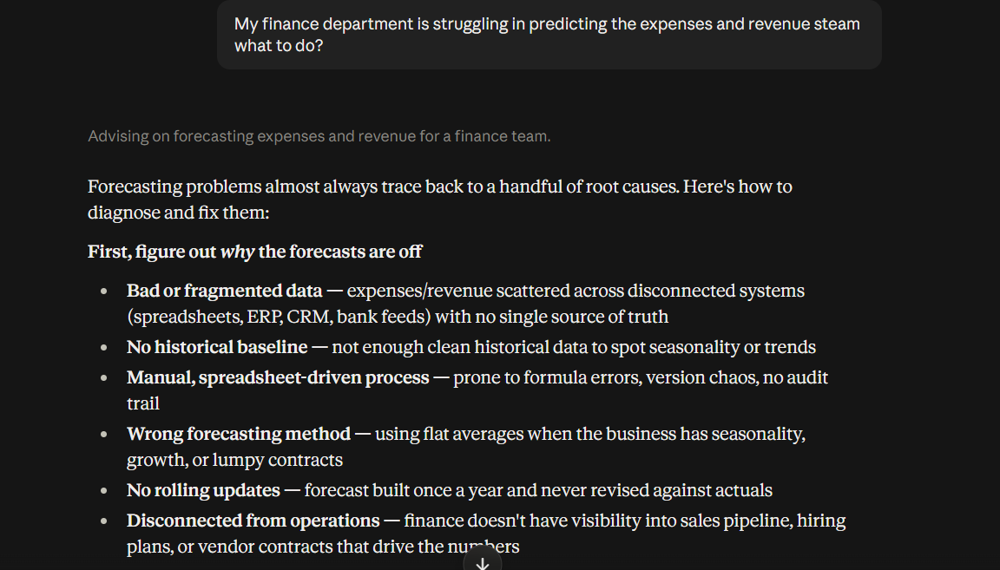 My finance department is struggling in predicting the expenses and revenue steam
what to do?
Advising on forecasting expenses and revenue for a finance team.
Forecasting problems almost always trace back to a handful of root causes. Here's how to
diagnose and fix them:
First, figure out why the forecasts are off
• Bad or fragmented data — expenses/revenue scattered across disconnected systems
(spreadsheets, ERP, CRM, bank feeds) with no single source of truth
• No historical baseline — not enough clean historical data to spot seasonality or trends
• Manual, spreadsheet-driven process — prone to formula errors, version chaos, no audit
trail
• Wrong forecasting method — using flat averages when the business has seasonality,
growth, or lumpy contracts
• No rolling updates — forecast built once a year and never revised against actuals
• Disconnected from operations — finance doesn't have visibility into sales pipeline, hiring
plans, or vendor contracts that drive the numbers